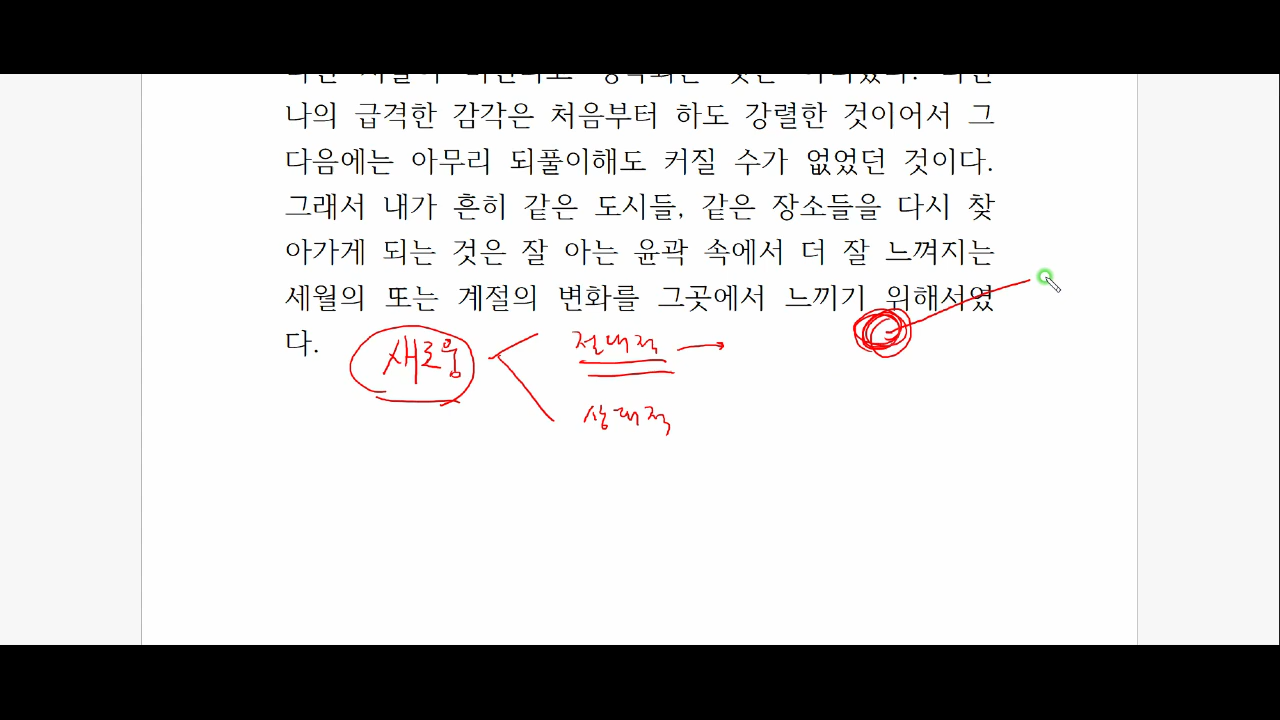 나의 급격한 감각은 처음부터 하도 강렬한 것이어서 그
다음에는 아무리 되풀이해도 커질 수가 없었던 것이다.
그래서 내가 흔히 같은 도시들, 같은 장소들을 다시 찾
아가게 되는 것은 잘 아는 윤곽 속에서 더 잘 느껴지는
세월의 또는 계절의 변화를 그곳에서 느끼기 위해서였
다.
새로움
절대적
상대적